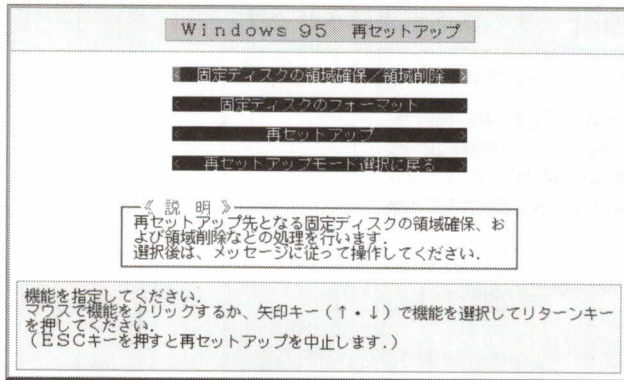 Windows 95 再セットアップ
固定ディスクの領域確保／領域削除
固定ディスクのフォーマット
再セットアップ
再セットアップモード選択に戻る
《 説 明 》
再セットアップ先となる固定ディスクの領域確保、お
よび領域削除などの処理を行います.
選択後は、メッセージに従って操作してください.
機能を指定してください.
マウスで機能をクリックするか、矢印キー（↑・↓）で機能を選択してリターンキー
を押してください.
（ESCキーを押すと再セットアップを中止します.）